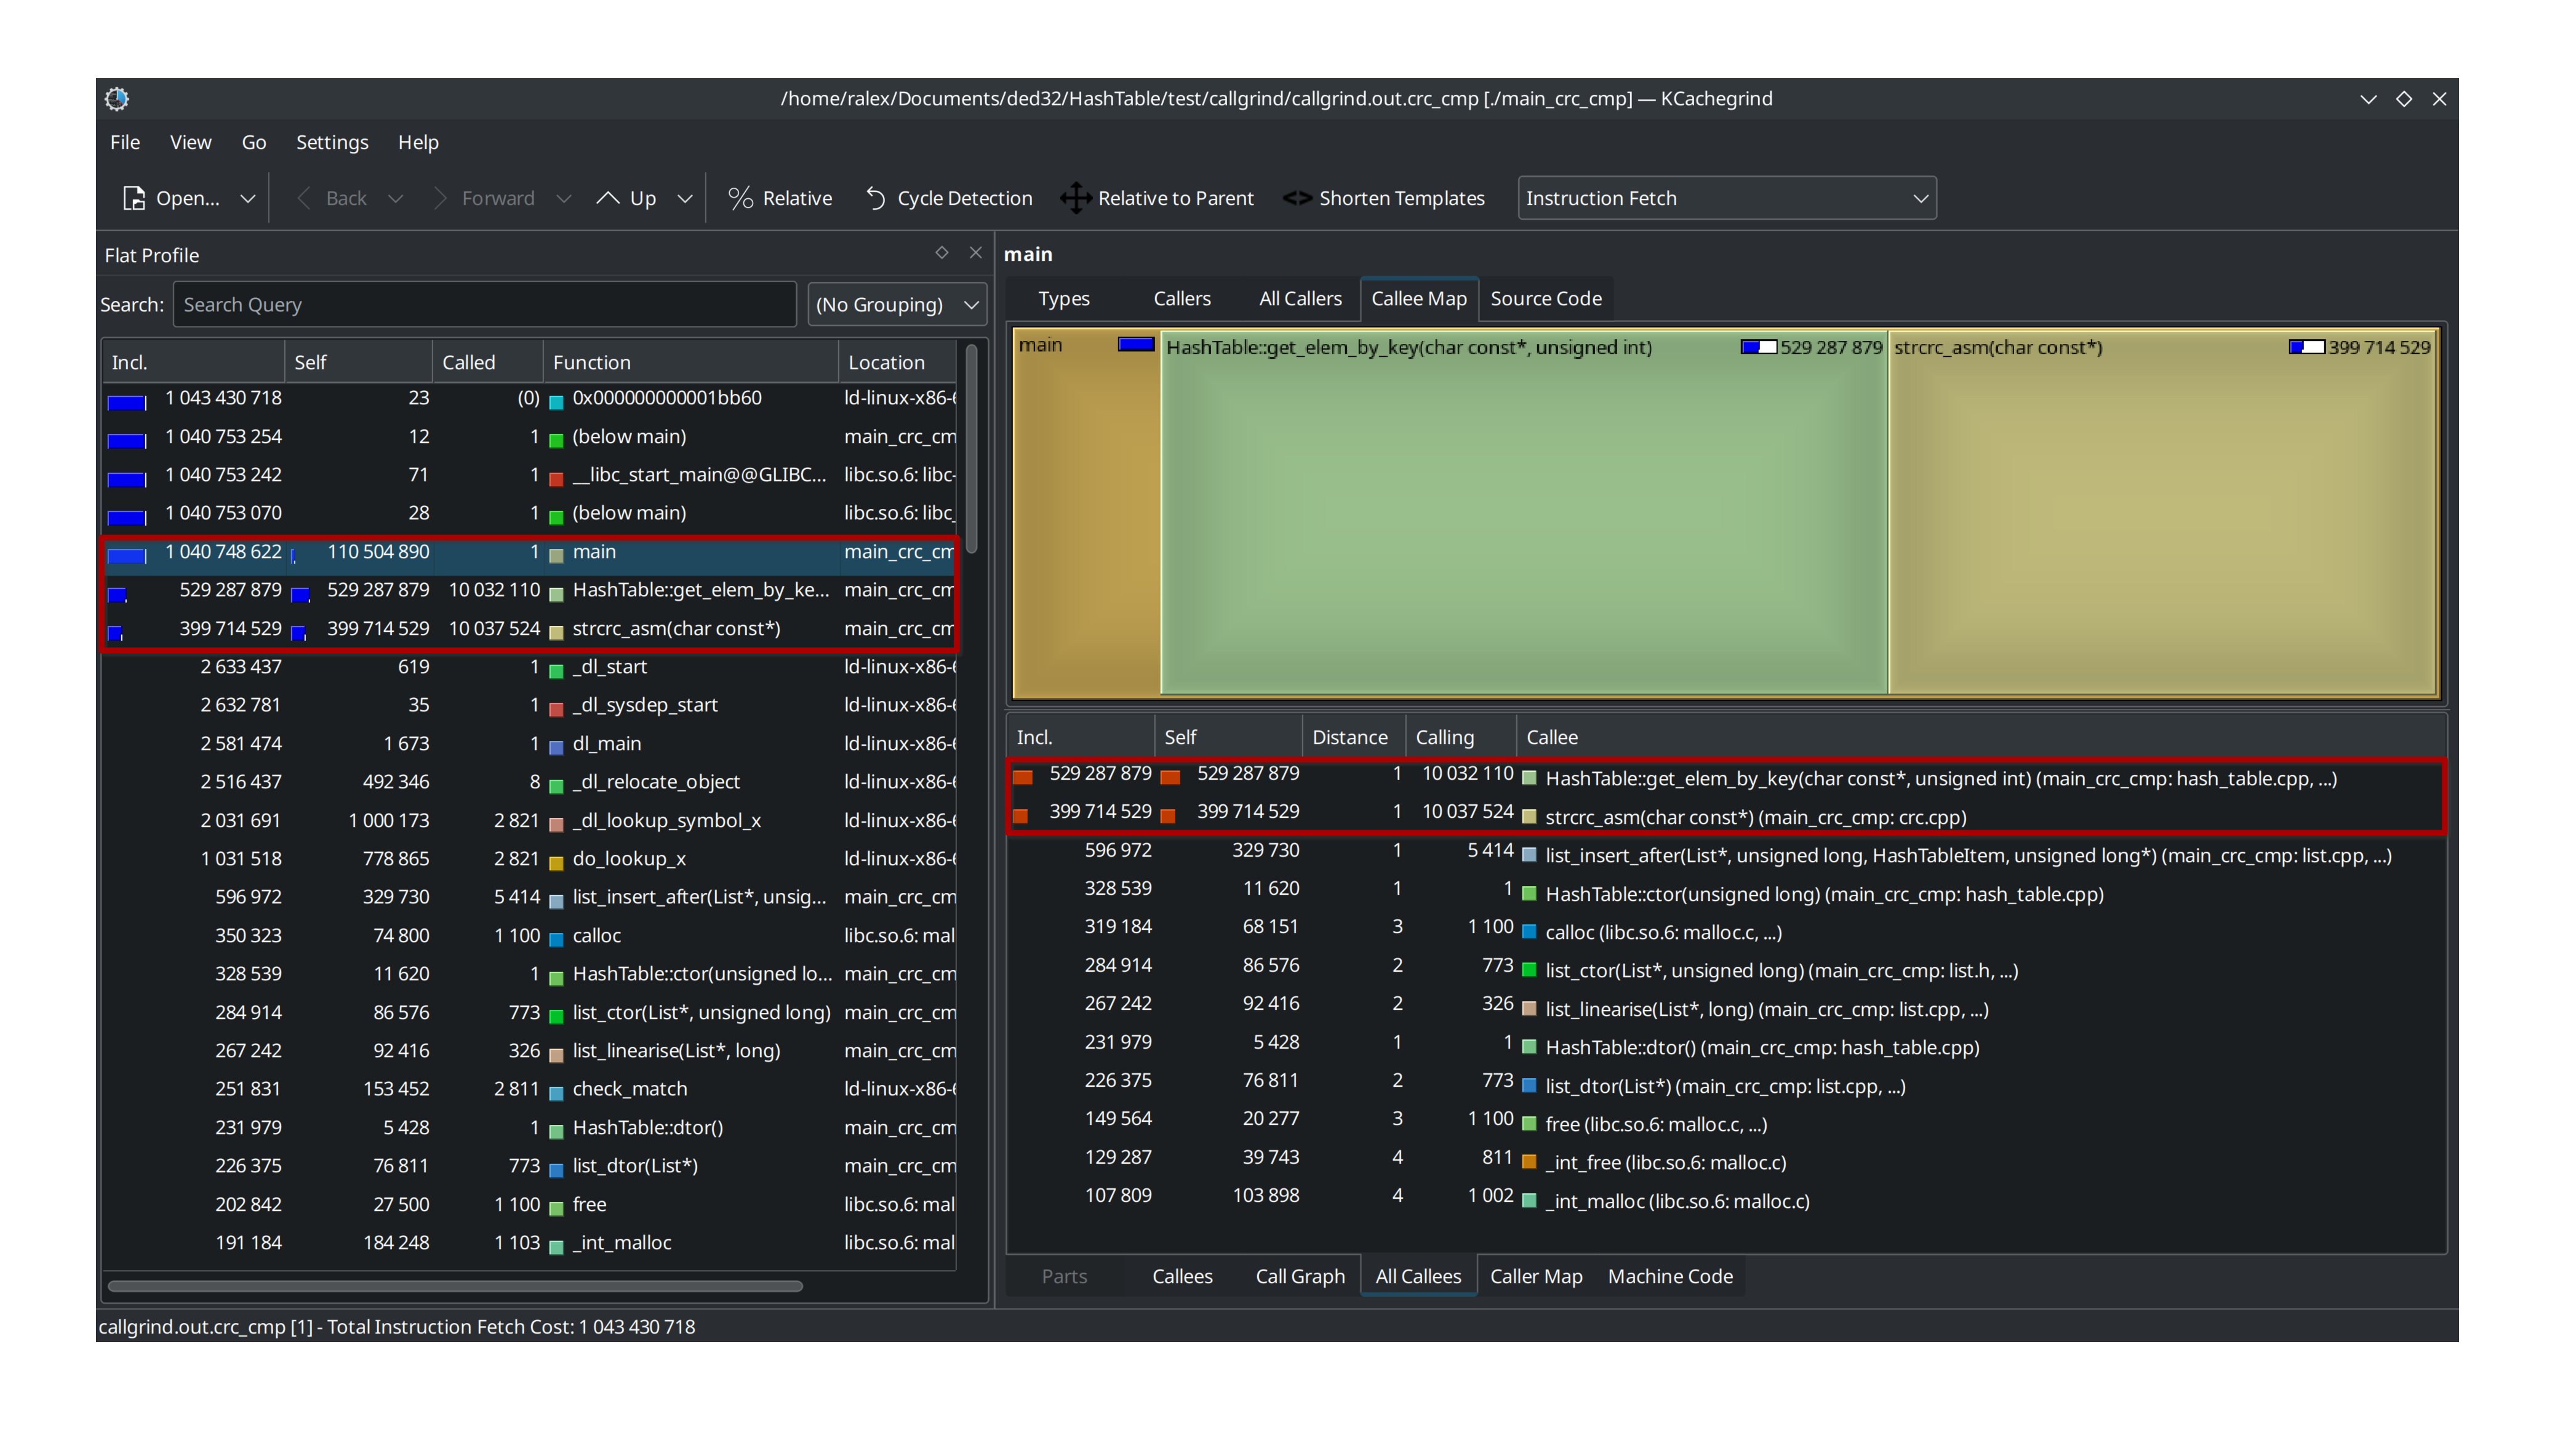 /home/ralex/Documents/ded32/HashTable/test/callgrind/callgrind.out.crc_cmp [./main_crc_cmp] — KCachegrind
File View Go Settings Help
Open... Back Forward Up Relative Cycle Detection Relative to Parent Shorten Templates Instruction Fetch
Flat Profile
Search: Search Query (No Grouping)
Incl. Self Called Function Location
1 043 430 718 23 (0) 0x000000000001bb60 ld-linux-x86-6
1 040 753 254 12 1 (below main) main_crc_cm
1 040 753 242 71 1 __libc_start_main@@GLIBC... libc.so.6: libc-
1 040 753 070 28 1 (below main) libc.so.6: libc_
1 040 748 622 110 504 890 1 main main_crc_cm
529 287 879 529 287 879 10 032 110 HashTable::get_elem_by_ke... main_crc_cm
399 714 529 399 714 529 10 037 524 strcrc_asm(char const*) main_crc_cm
2 633 437 619 1 _dl_start ld-linux-x86-6
2 632 781 35 1 _dl_sysdep_start ld-linux-x86-6
2 581 474 1 673 1 dl_main ld-linux-x86-6
2 516 437 492 346 8 _dl_relocate_object ld-linux-x86-6
2 031 691 1 000 173 2 821 _dl_lookup_symbol_x ld-linux-x86-6
1 031 518 778 865 2 821 do_lookup_x ld-linux-x86-6
596 972 329 730 5 414 list_insert_after(List*, unsig... main_crc_cm
350 323 74 800 1 100 calloc libc.so.6: mal
328 539 11 620 1 HashTable::ctor(unsigned lo... main_crc_cm
284 914 86 576 773 list_ctor(List*, unsigned long) main_crc_cm
267 242 92 416 326 list_linearise(List*, long) main_crc_cm
251 831 153 452 2 811 check_match ld-linux-x86-6
231 979 5 428 1 HashTable::dtor() main_crc_cm
226 375 76 811 773 list_dtor(List*) main_crc_cm
202 842 27 500 1 100 free libc.so.6: mal
191 184 184 248 1 103 _int_malloc libc.so.6: mal
main
Types Callers All Callers Callee Map Source Code
main HashTable::get_elem_by_key(char const*, unsigned int) 529 287 879 strcrc_asm(char const*) 399 714 529
Incl. Self Distance Calling Callee
529 287 879 529 287 879 1 10 032 110 HashTable::get_elem_by_key(char const*, unsigned int) (main_crc_cmp: hash_table.cpp, ...)
399 714 529 399 714 529 1 10 037 524 strcrc_asm(char const*) (main_crc_cmp: crc.cpp)
596 972 329 730 1 5 414 list_insert_after(List*, unsigned long, HashTableItem, unsigned long*) (main_crc_cmp: list.cpp, ...)
328 539 11 620 1 1 HashTable::ctor(unsigned long) (main_crc_cmp: hash_table.cpp)
319 184 68 151 3 1 100 calloc (libc.so.6: malloc.c, ...)
284 914 86 576 2 773 list_ctor(List*, unsigned long) (main_crc_cmp: list.h, ...)
267 242 92 416 2 326 list_linearise(List*, long) (main_crc_cmp: list.cpp, ...)
231 979 5 428 1 1 HashTable::dtor() (main_crc_cmp: hash_table.cpp)
226 375 76 811 2 773 list_dtor(List*) (main_crc_cmp: list.cpp, ...)
149 564 20 277 3 1 100 free (libc.so.6: malloc.c, ...)
129 287 39 743 4 811 _int_free (libc.so.6: malloc.c)
107 809 103 898 4 1 002 _int_malloc (libc.so.6: malloc.c)
Parts Callees Call Graph All Callees Caller Map Machine Code
callgrind.out.crc_cmp [1] - Total Instruction Fetch Cost: 1 043 430 718